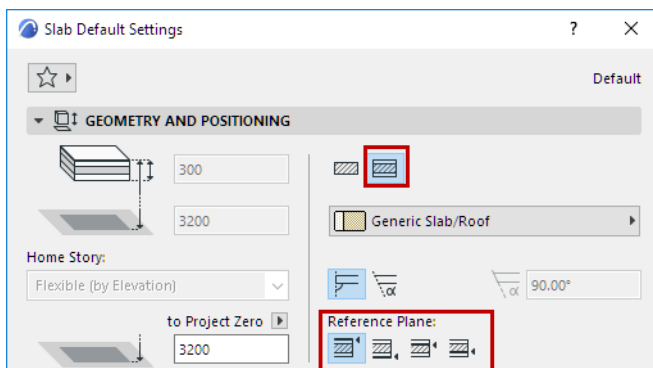 Slab Default Settings
Default
GEOMETRY AND POSITIONING
300
3200
Generic Slab/Roof
Home Story:
Flexible (by Elevation)
α
α
90.00°
to Project Zero
Reference Plane:
3200